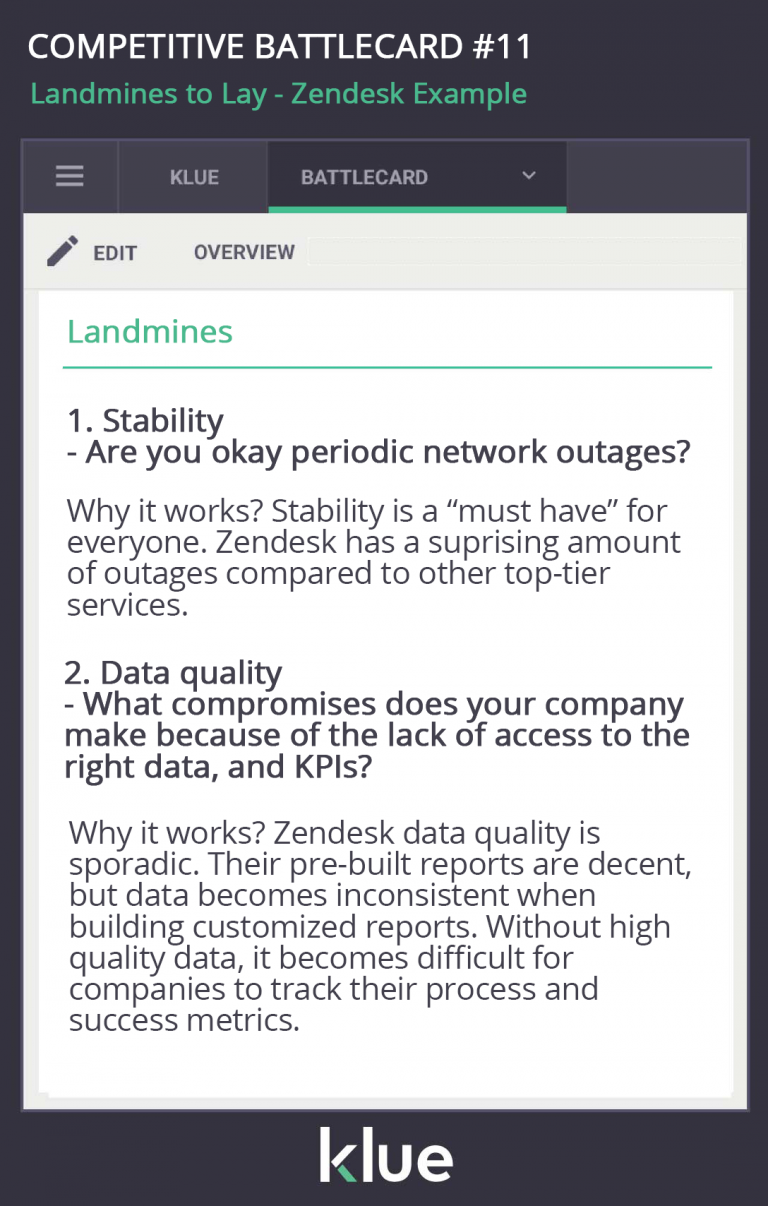 COMPETITIVE BATTLECARD #11
Landmines to Lay - Zendesk Example
KLUE
BATTLECARD
EDIT
OVERVIEW
Landmines
1. Stability
- Are you okay periodic network outages?
Why it works? Stability is a “must have” for
everyone. Zendesk has a suprising amount
of outages compared to other top-tier
services.
2. Data quality
- What compromises does your company
make because of the lack of access to the
right data, and KPIs?
Why it works? Zendesk data quality is
sporadic. Their pre-built reports are decent,
but data becomes inconsistent when
building customized reports. Without high
quality data, it becomes difficult for
companies to track their process and
success metrics.
klue